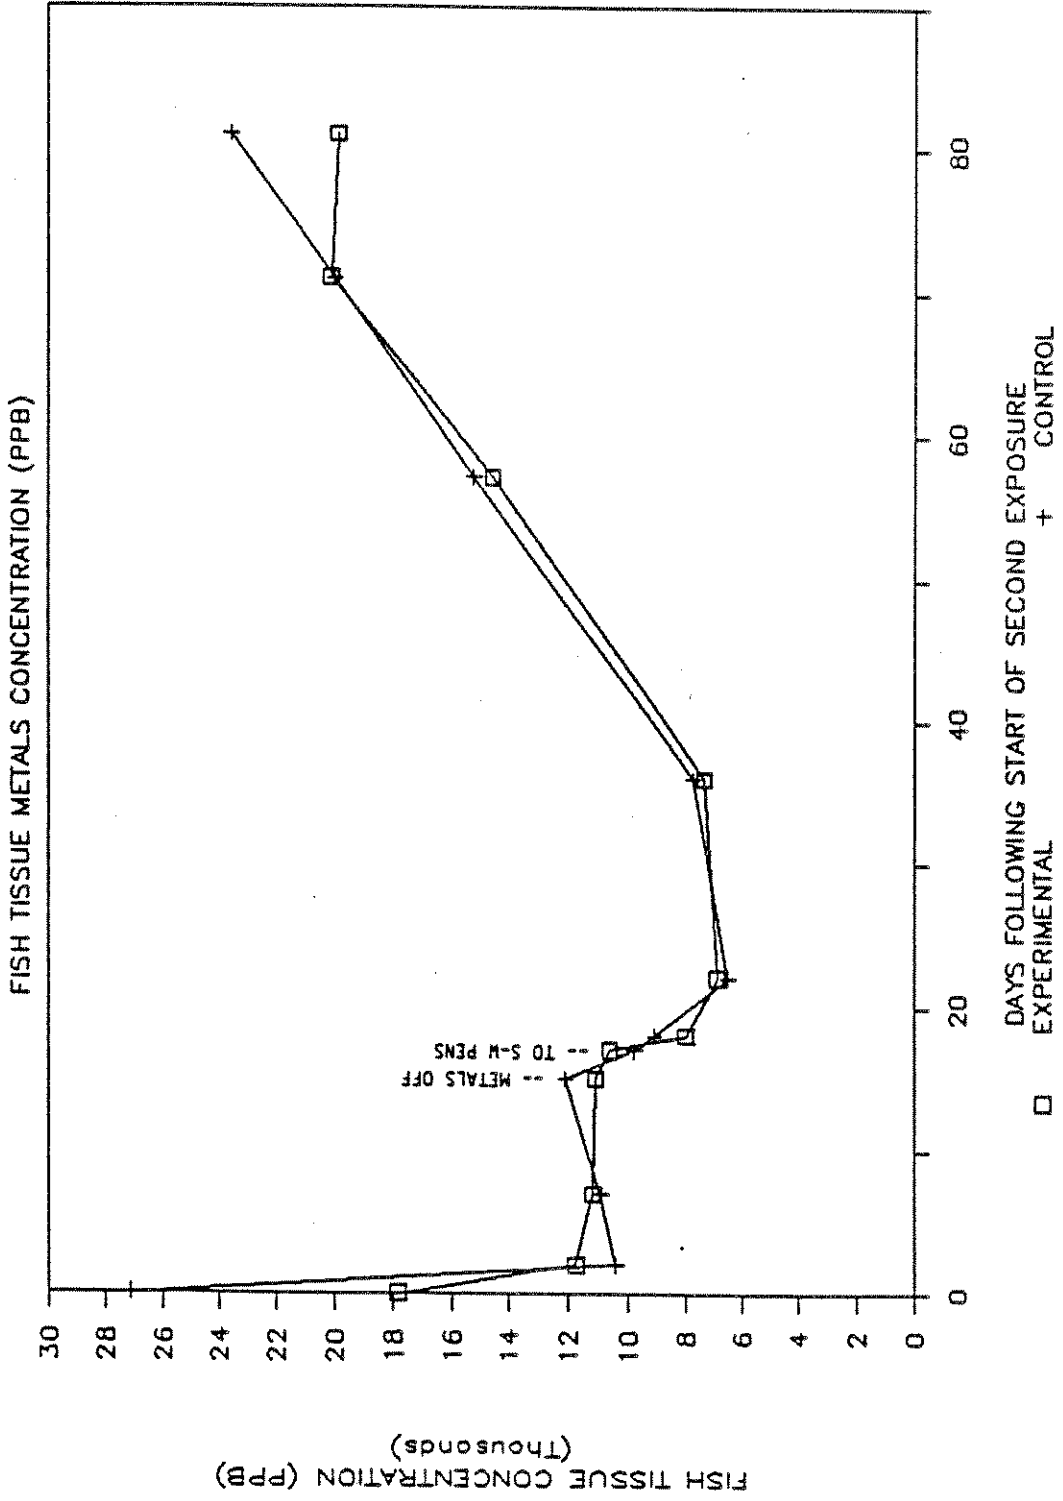 FISH TISSUE METALS CONCENTRATION (PPB)
FISH TISSUE CONCENTRATION (PPB)
(Thousands)
30
28
26
24
22
20
18
16
14
12
10
8
6
4
2
0
-- METALS OFF
-- TO S-W PENS
0
20
40
60
80
DAYS FOLLOWING START OF SECOND EXPOSURE
EXPERIMENTAL
+ CONTROL